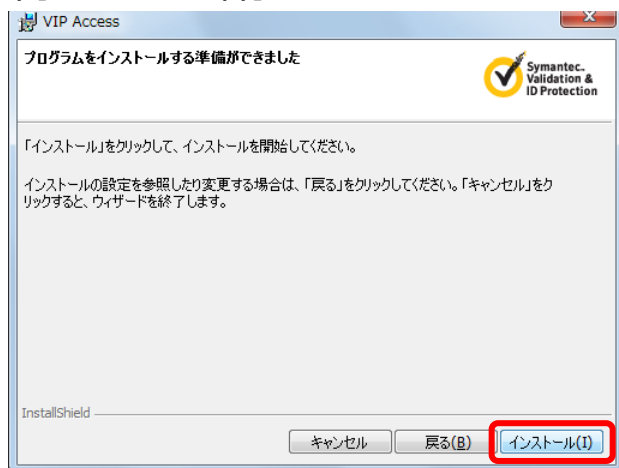 VIP Access
プログラムをインストールする準備ができました
Symantec.
Validation &
ID Protection
「インストール」をクリックして、インストールを開始してください。
インストールの設定を参照したり変更する場合は、「戻る」をクリックしてください。「キャンセル」をク
リックすると、ウィザードを終了します。
InstallShield
キャンセル 戻る(B) インストール(I)